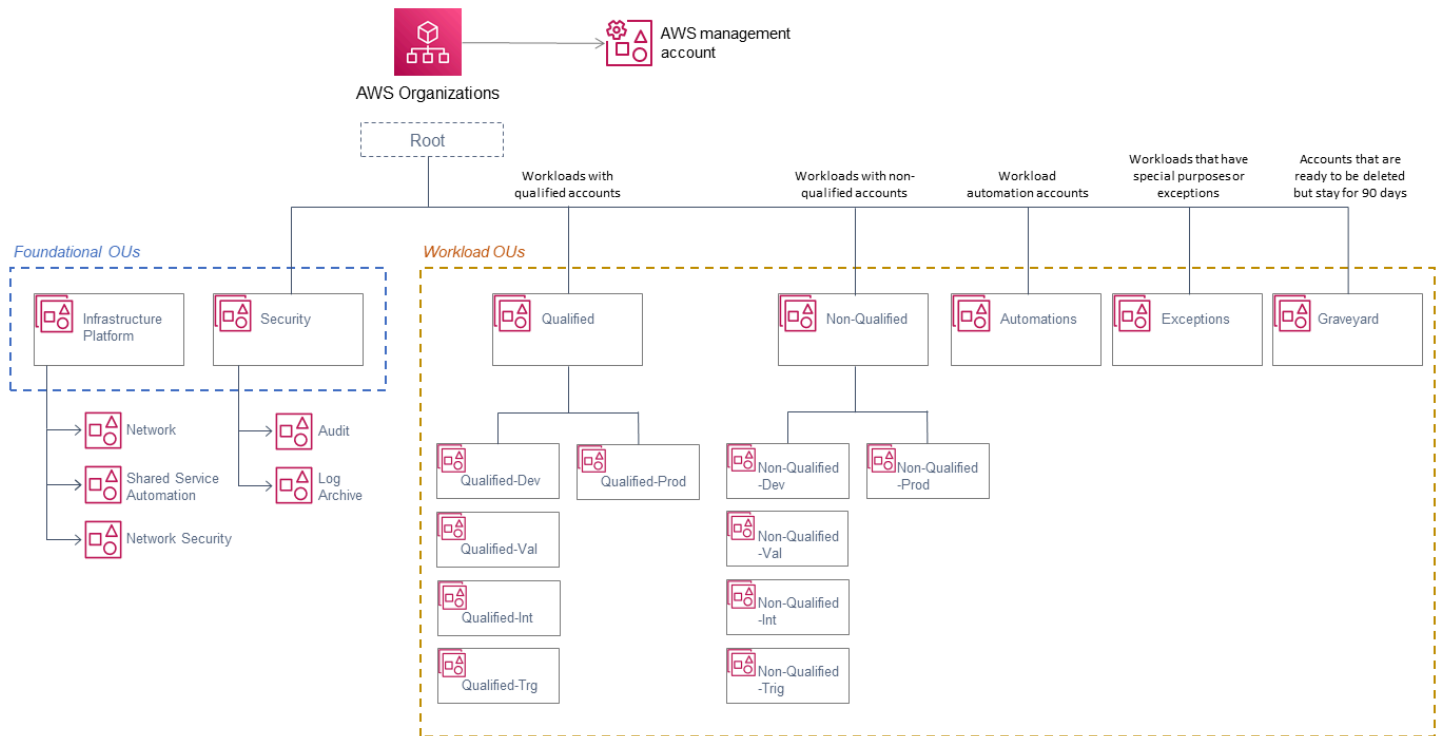 AWS management
account
AWS Organizations
Root
Workloads with
qualified accounts
Workloads with non-
qualified accounts
Workload
automation accounts
Workloads that have
special purposes or
exceptions
Accounts that are
ready to be deleted
but stay for 90 days
Foundational OUs
Workload OUs
Infrastructure
Platform
Security
Qualified
Non-Qualified
Automations
Exceptions
Graveyard
Network
Shared Service
Automation
Network Security
Audit
Log
Archive
Qualified-Dev
Qualified-Prod
Qualified-Val
Qualified-Int
Qualified-Trg
Non-Qualified
-Dev
Non-Qualified
-Prod
Non-Qualified
-Val
Non-Qualified
-Int
Non-Qualified
-Trig